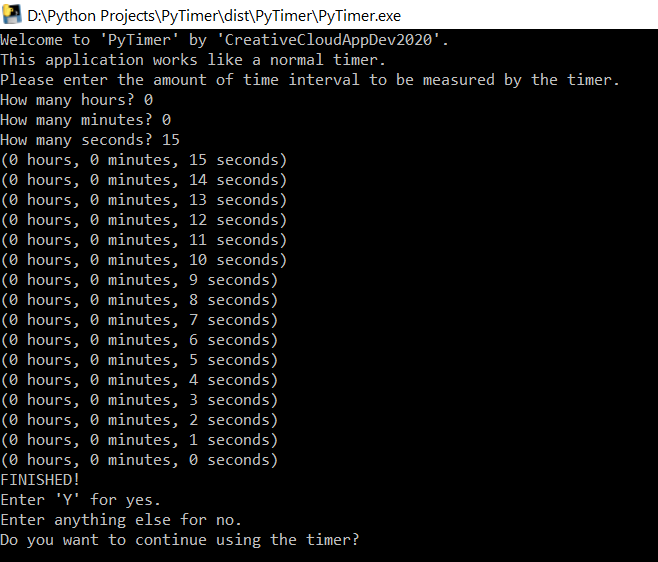 D:\Python Projects\PyTimer\dist\PyTimer\PyTimer.exe
Welcome to 'PyTimer' by 'CreativeCloudAppDev2020'.
This application works like a normal timer.
Please enter the amount of time interval to be measured by the timer.
How many hours? 0
How many minutes? 0
How many seconds? 15
(0 hours, 0 minutes, 15 seconds)
(0 hours, 0 minutes, 14 seconds)
(0 hours, 0 minutes, 13 seconds)
(0 hours, 0 minutes, 12 seconds)
(0 hours, 0 minutes, 11 seconds)
(0 hours, 0 minutes, 10 seconds)
(0 hours, 0 minutes, 9 seconds)
(0 hours, 0 minutes, 8 seconds)
(0 hours, 0 minutes, 7 seconds)
(0 hours, 0 minutes, 6 seconds)
(0 hours, 0 minutes, 5 seconds)
(0 hours, 0 minutes, 4 seconds)
(0 hours, 0 minutes, 3 seconds)
(0 hours, 0 minutes, 2 seconds)
(0 hours, 0 minutes, 1 seconds)
(0 hours, 0 minutes, 0 seconds)
FINISHED!
Enter 'Y' for yes.
Enter anything else for no.
Do you want to continue using the timer?